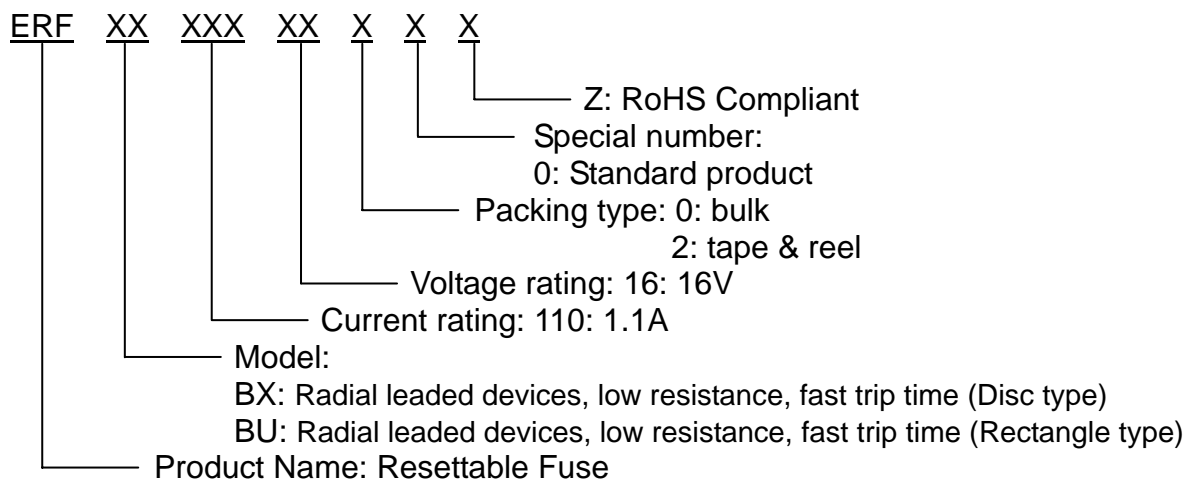 ERF XX XXX XX X X X
Z: RoHS Compliant
Special number:
0: Standard product
Packing type: 0: bulk
2: tape & reel
Voltage rating: 16: 16V
Current rating: 110: 1.1A
Model:
BX: Radial leaded devices, low resistance, fast trip time (Disc type)
BU: Radial leaded devices, low resistance, fast trip time (Rectangle type)
Product Name: Resettable Fuse